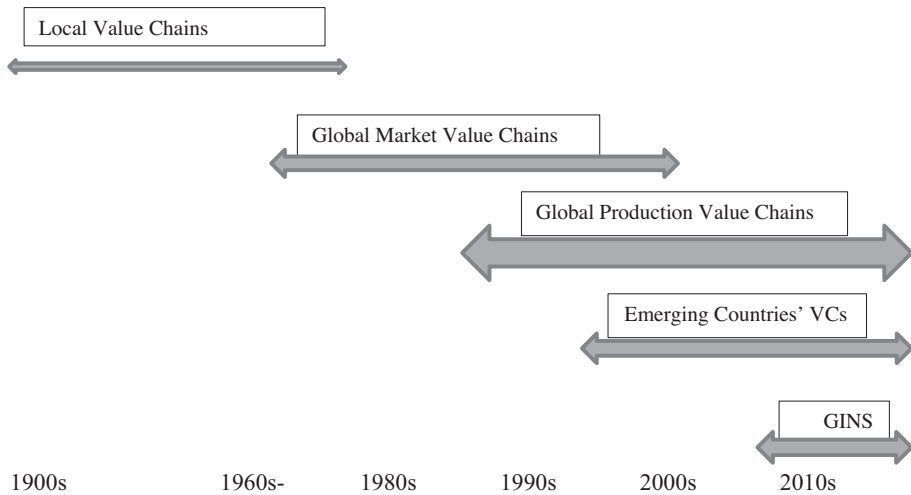 Local Value Chains
Global Market Value Chains
Global Production Value Chains
Emerging Countries’ VCs
GINS
1900s 1960s- 1980s 1990s 2000s 2010s